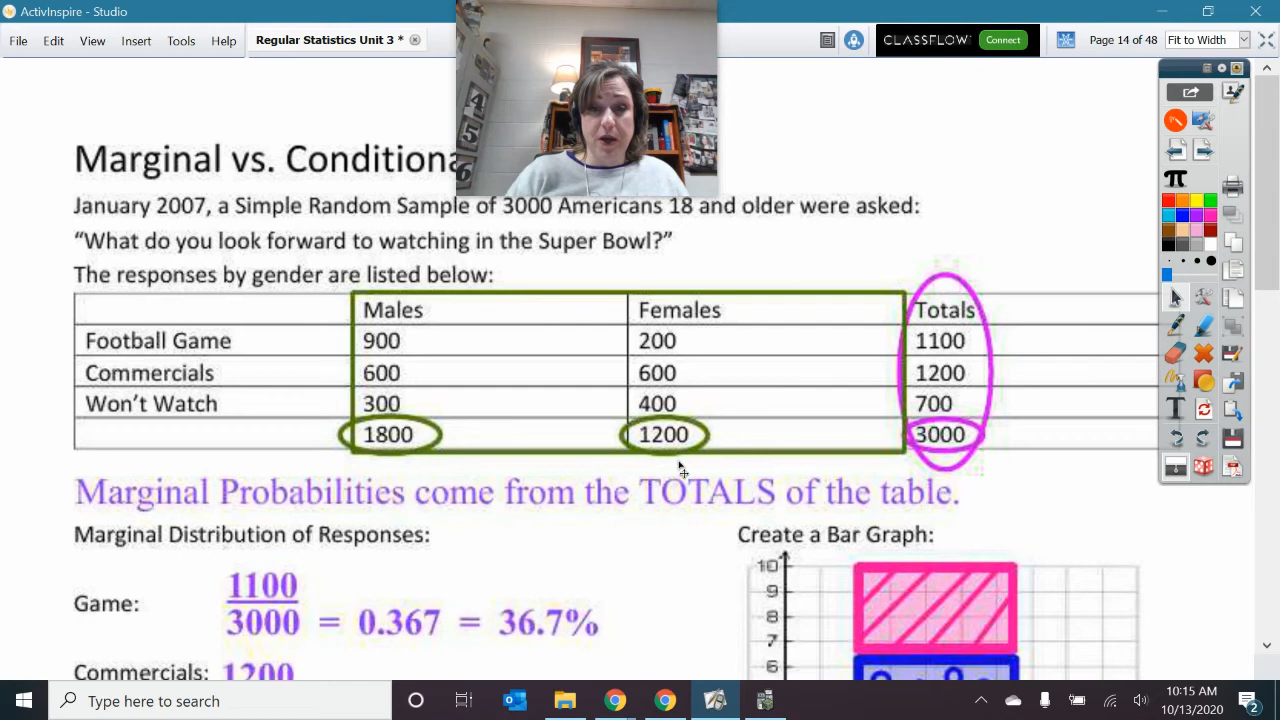 ActivInspire - Studio
File Edit View Insert Tools Help Regular Statistics Unit 3 * CLASSFLOW Connect Page 14 of 48 Fit to Width
4
5
6
Marginal vs. Conditiona
January 2007, a Simple Random Sample of 3000 Americans 18 and older were asked:
“What do you look forward to watching in the Super Bowl?”
The responses by gender are listed below:
Males Females Totals
Football Game 900 200 1100
Commercials 600 600 1200
Won’t Watch 300 400 700
1800 1200 3000
Marginal Probabilities come from the TOTALS of the table.
Marginal Distribution of Responses: Create a Bar Graph:
Game: 1100
3000 = 0.367 = 36.7%
Commercials: 1200
10
9
8
7
6
Type here to search 10:15 AM
10/13/2020 2